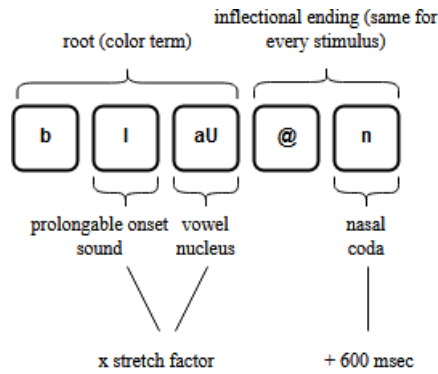 inflectional ending (same for
every stimulus)
root (color term)
b l aU @ n
prolongable onset
sound
vowel
nucleus
nasal
coda
x stretch factor
+ 600 msec